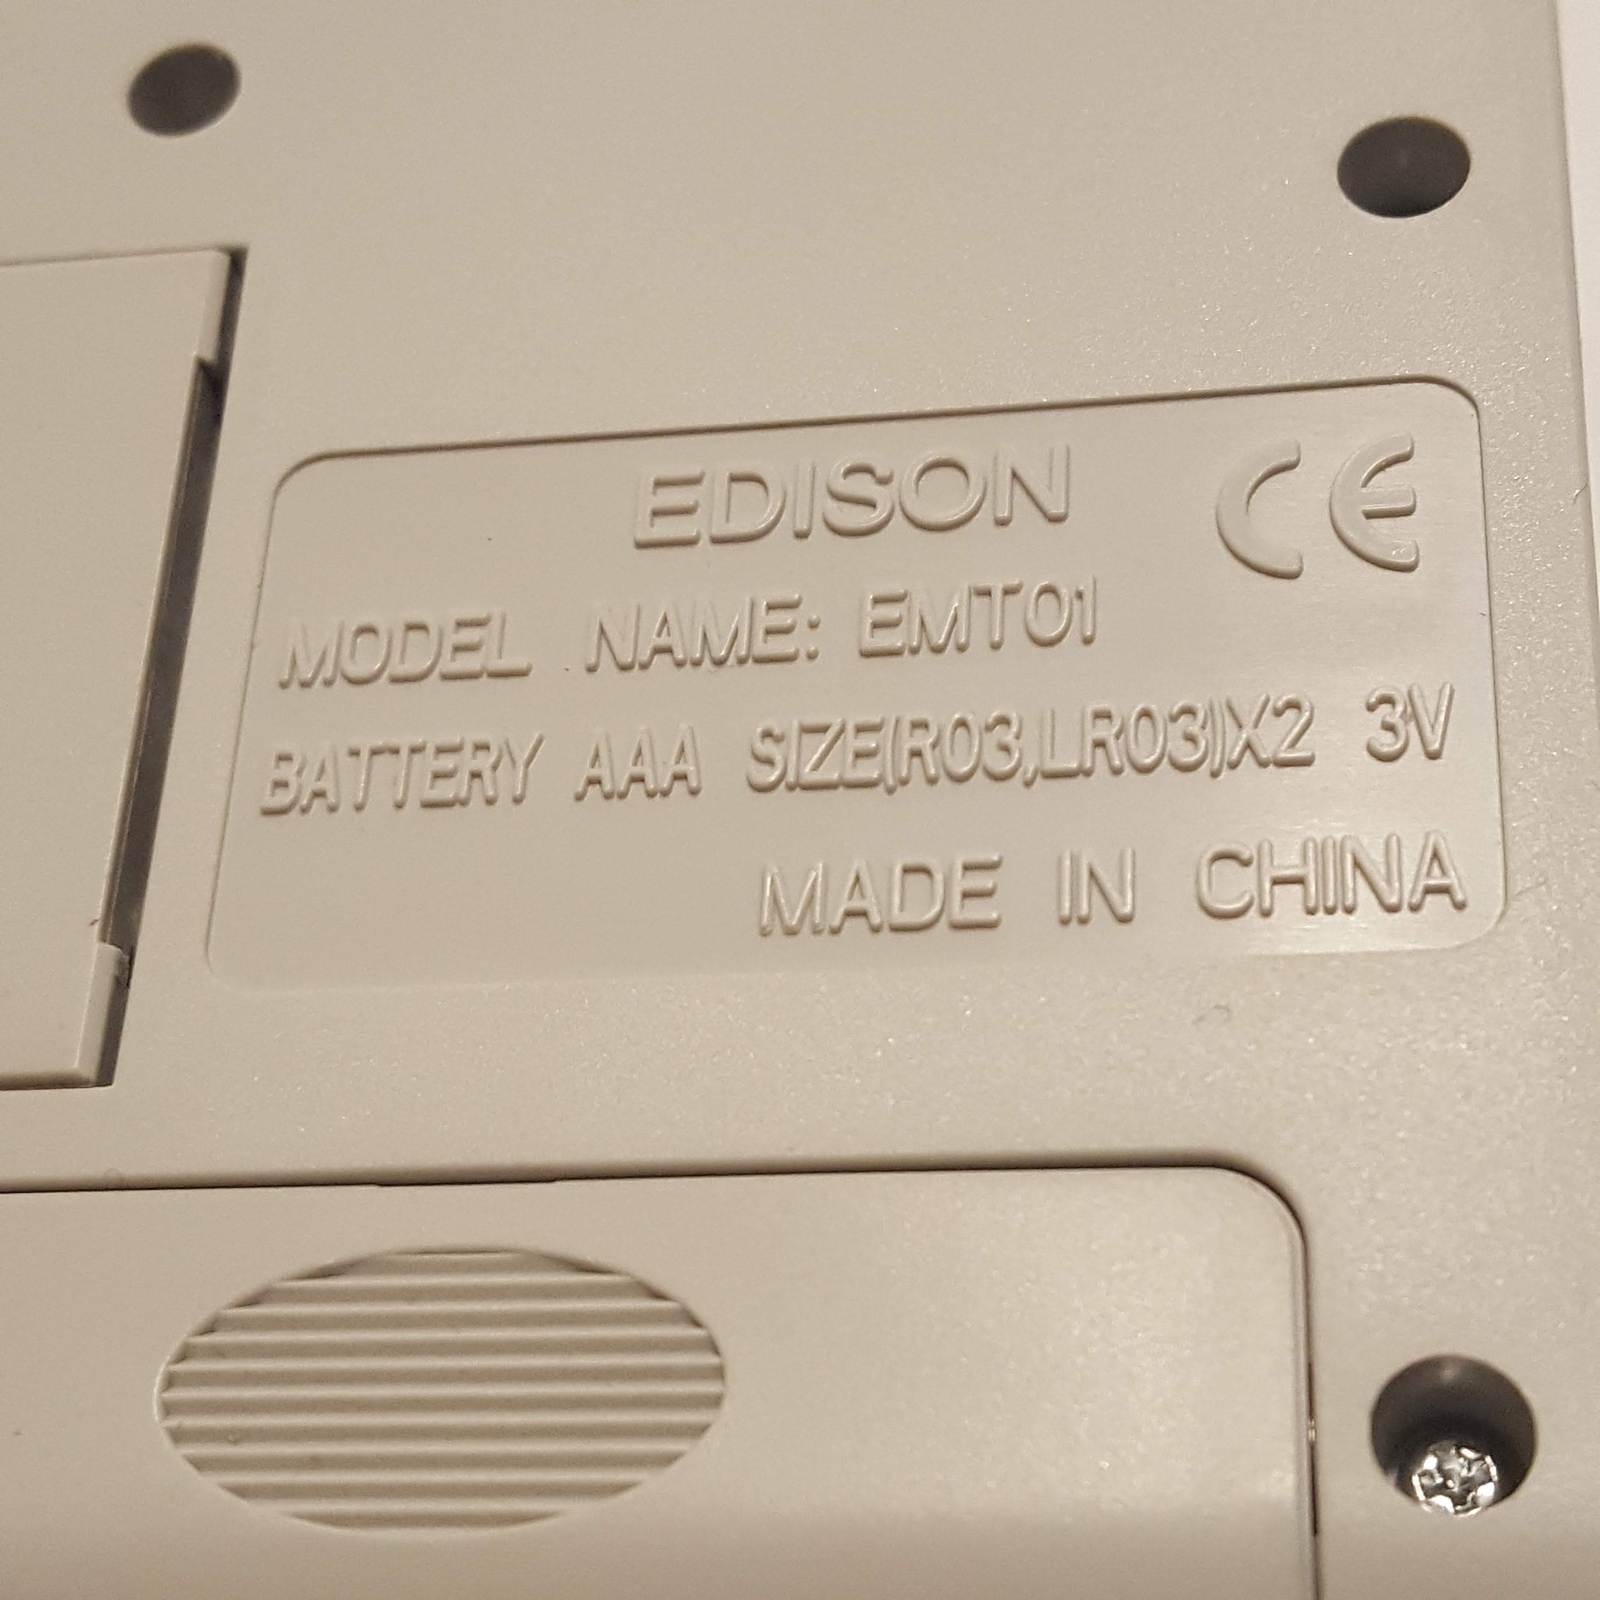 EDISON CE
MODEL NAME: EMT01
BATTERY AAA SIZE(R03,LR03)X2 3V
MADE IN CHINA